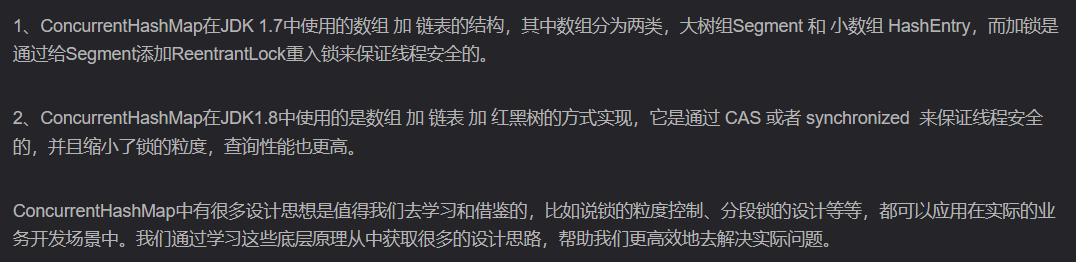 1、ConcurrentHashMap在JDK 1.7中使用的数组 加 链表的结构，其中数组分为两类，大树组Segment 和 小数组 HashEntry，而加锁是
通过给Segment添加ReentrantLock重入锁来保证线程安全的。
2、ConcurrentHashMap在JDK1.8中使用的是数组 加 链表 加 红黑树的方式实现，它是通过 CAS 或者 synchronized 来保证线程安全
的，并且缩小了锁的粒度，查询性能也更高。
ConcurrentHashMap中有很多设计思想是值得我们去学习和借鉴的，比如说锁的粒度控制、分段锁的设计等等，都可以应用在实际的业
务开发场景中。我们通过学习这些底层原理从中获取很多的设计思路，帮助我们更高效地去解决实际问题。